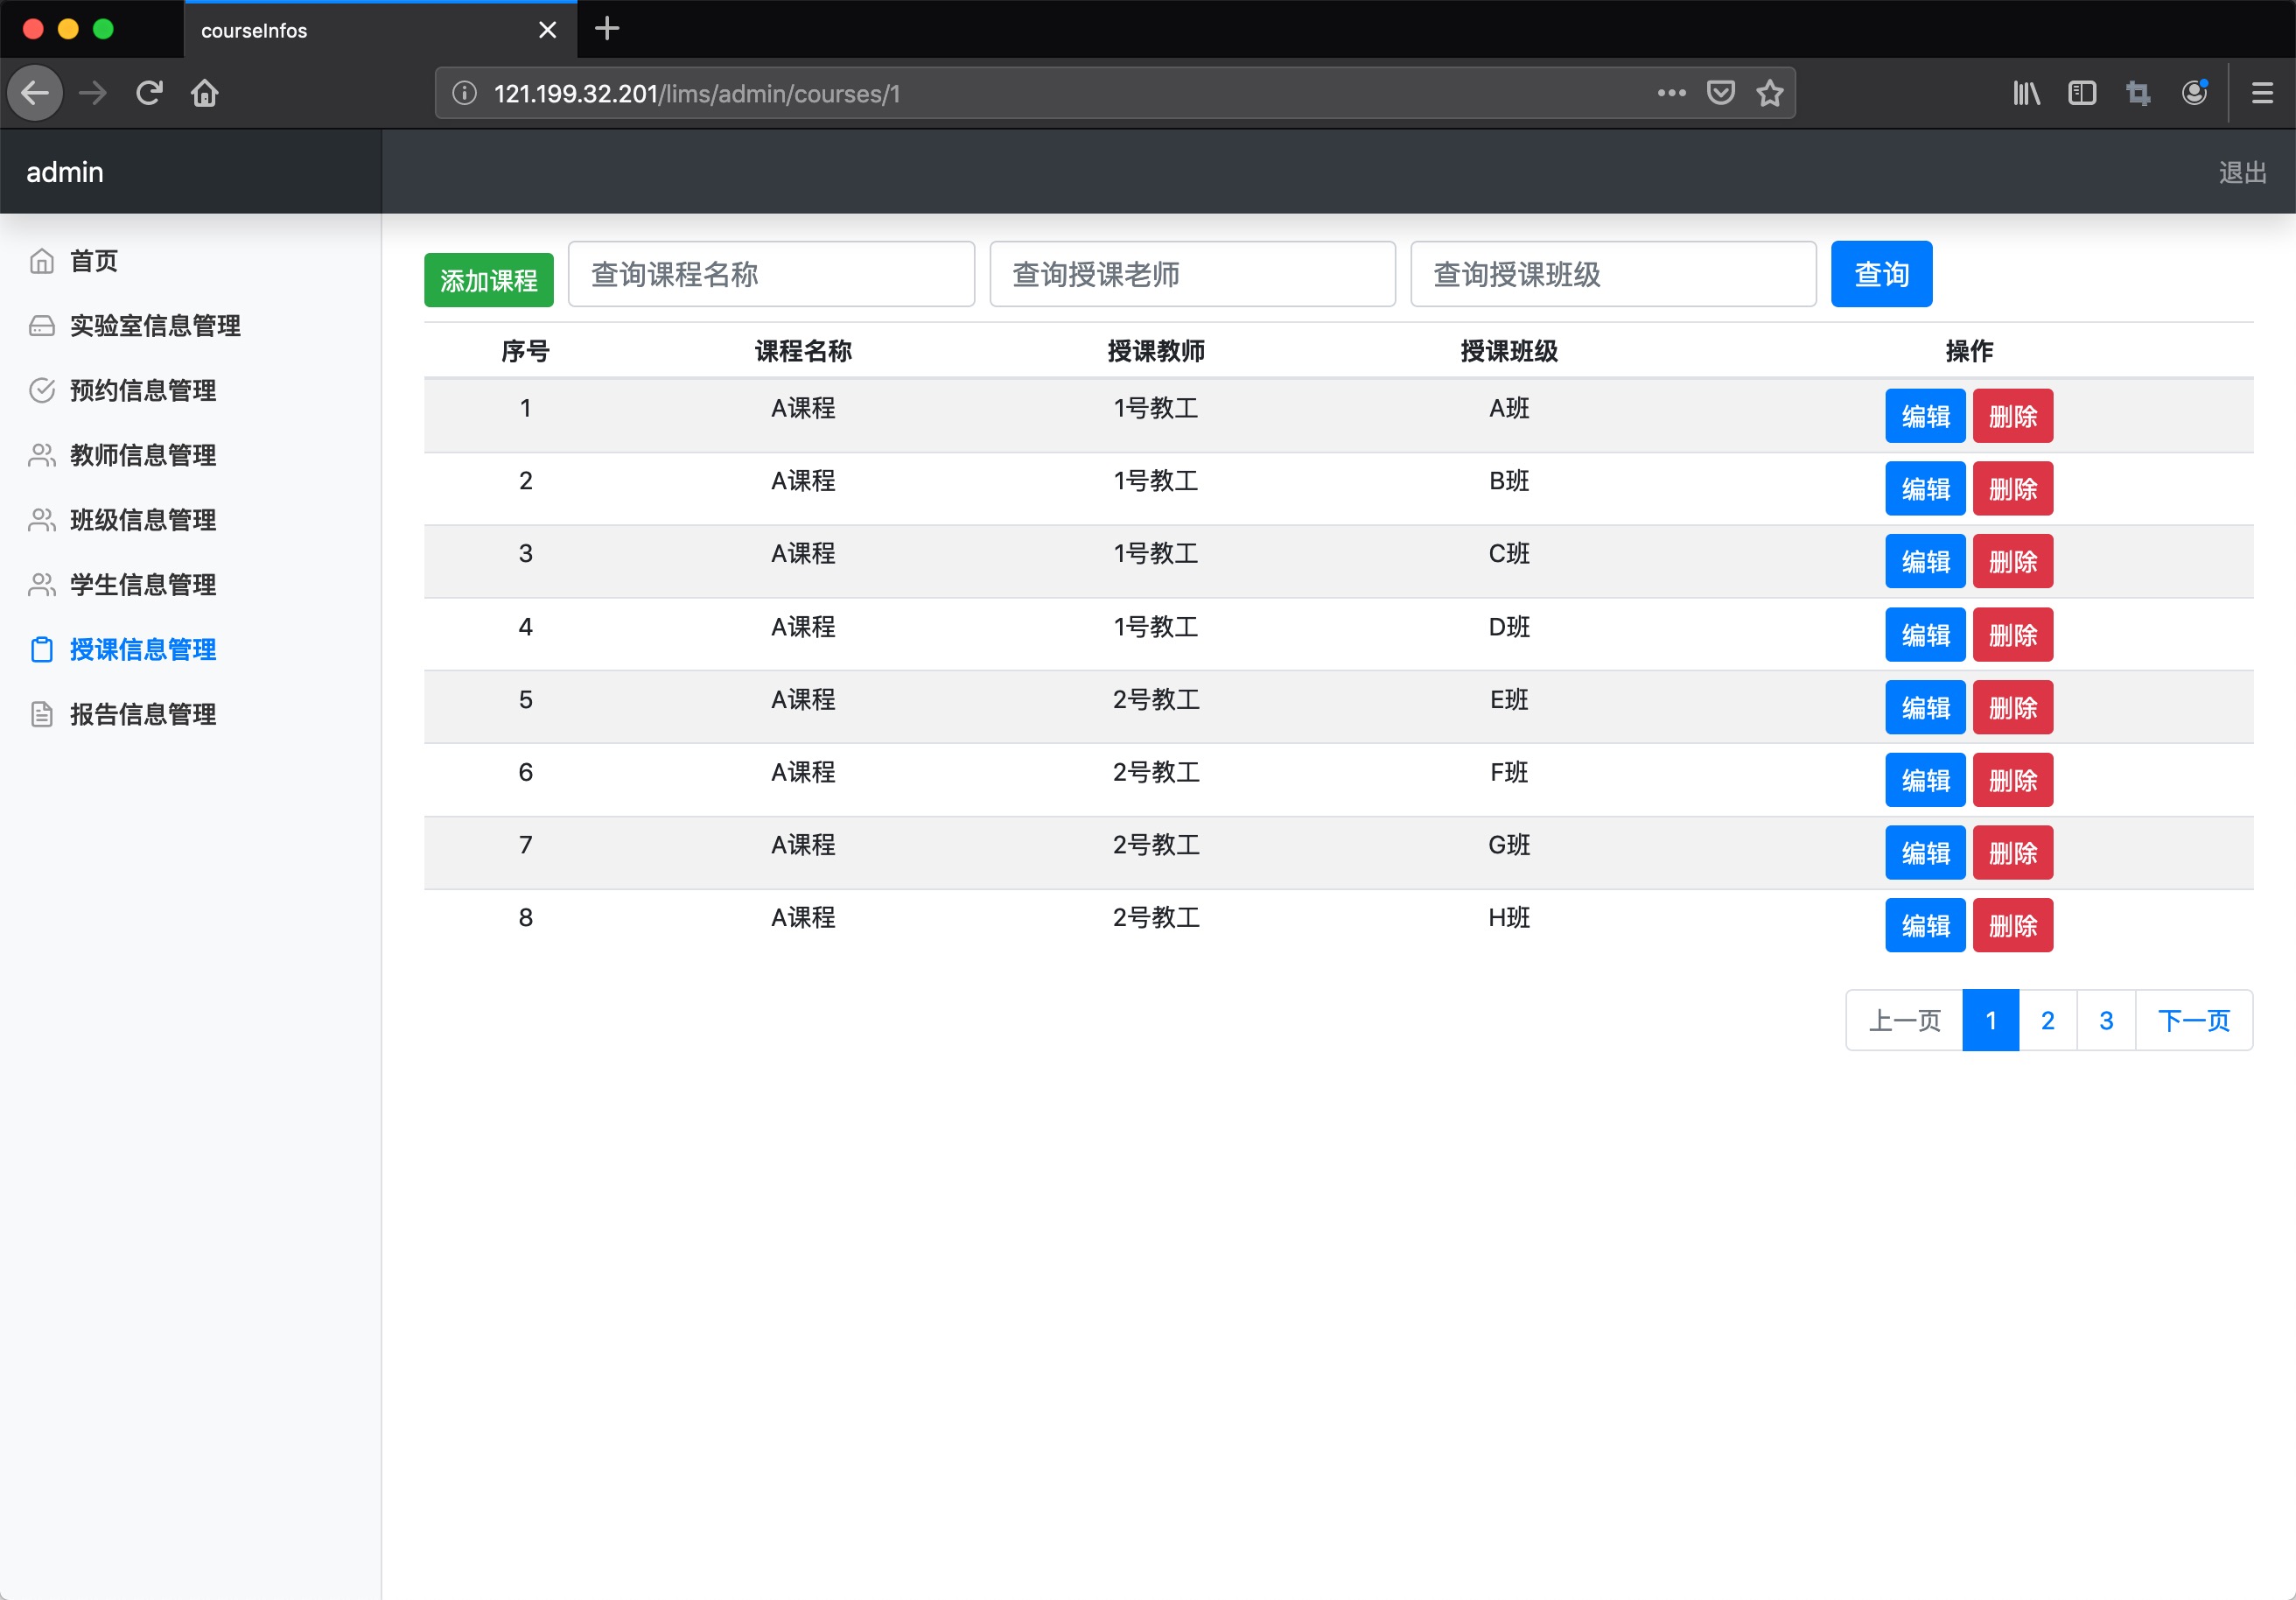 courseInfos
121.199.32.201/lims/admin/courses/1
admin
退出
首页
实验室信息管理
预约信息管理
教师信息管理
班级信息管理
学生信息管理
授课信息管理
报告信息管理
添加课程 查询课程名称 查询授课老师 查询授课班级 查询
序号 课程名称 授课教师 授课班级 操作
1 A课程 1号教工 A班 编辑 删除
2 A课程 1号教工 B班 编辑 删除
3 A课程 1号教工 C班 编辑 删除
4 A课程 1号教工 D班 编辑 删除
5 A课程 2号教工 E班 编辑 删除
6 A课程 2号教工 F班 编辑 删除
7 A课程 2号教工 G班 编辑 删除
8 A课程 2号教工 H班 编辑 删除
上一页 1 2 3 下一页